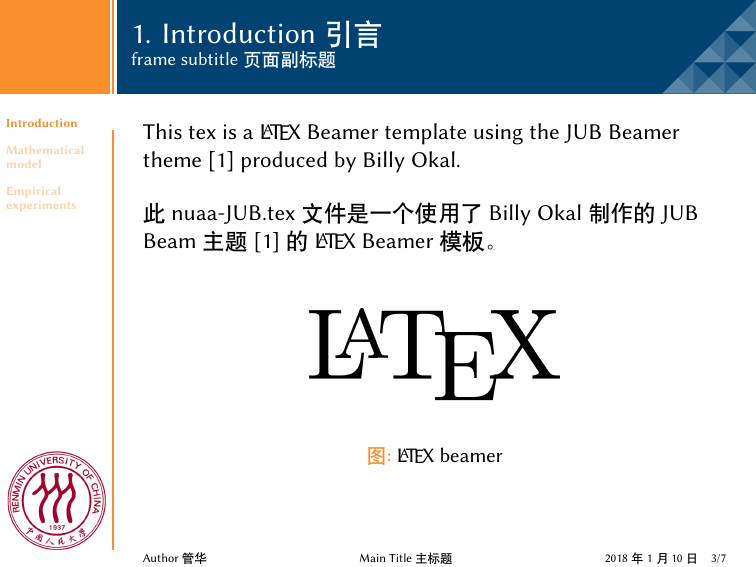 1. Introduction 引言
frame subtitle 页面副标题
Introduction
Mathematical
model
Empirical
experiments
This tex is a LATEX Beamer template using the JUB Beamer
theme [1] produced by Billy Okal.
此 nuaa-JUB.tex 文件是一个使用了 Billy Okal 制作的 JUB
Beam 主题 [1] 的 LATEX Beamer 模板。
LATEX
图: LATEX beamer
RENMIN UNIVERSITY OF CHINA
1937
中国人民大学
Author 管华
Main Title 主标题
2018 年 1 月 10 日
3/7